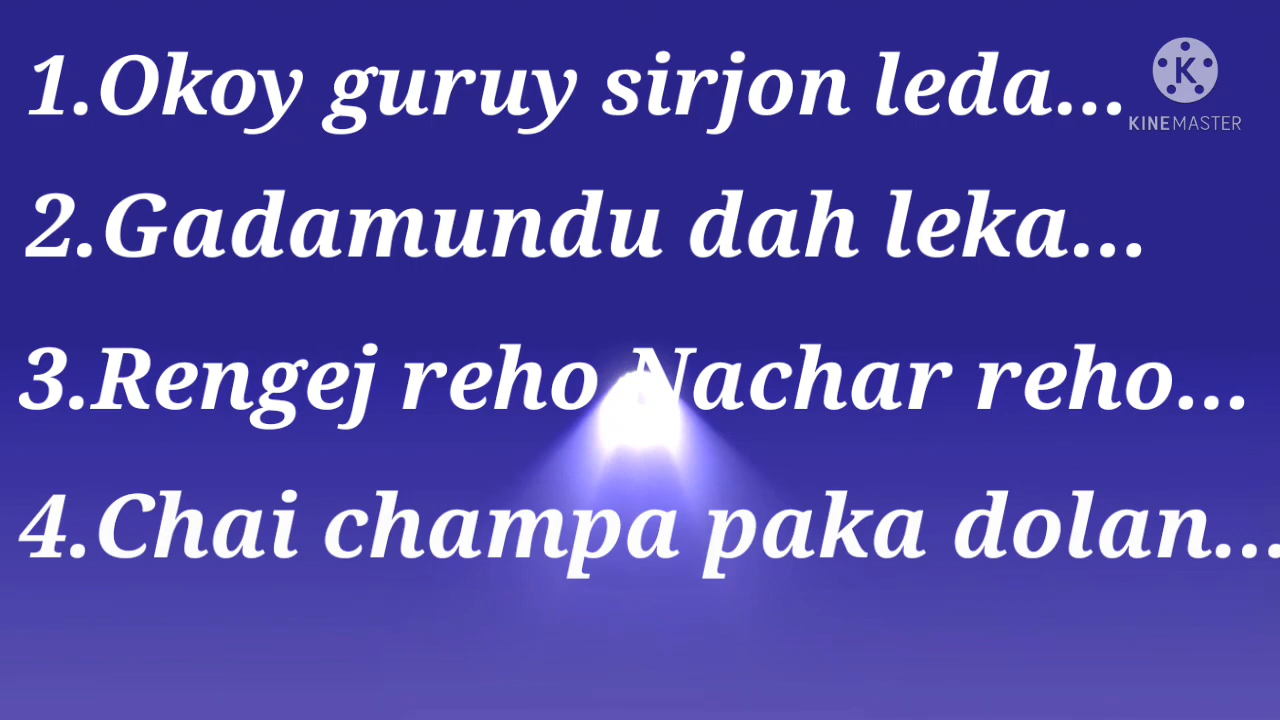 1.Okoy guruy sirjon leda...
KINEMASTER
2.Gadamundu dah leka...
3.Rengej reho Nachar reho...
4.Chai champa paka dolan...